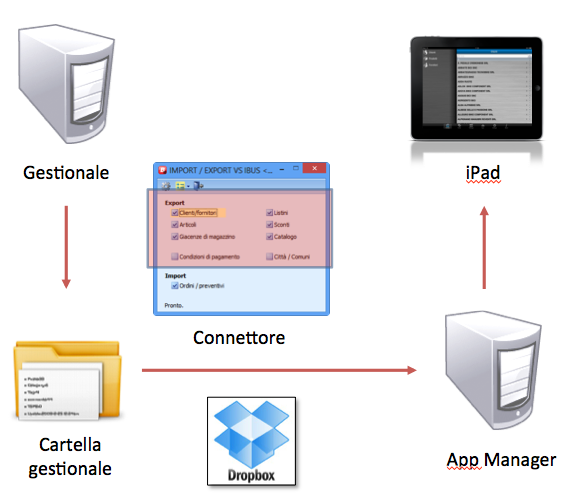 Gestionale
iPad
IMPORT / EXPORT VS IBUS <...
Export
Clienti/fornitori
Listini
Articoli
Sconti
Giacenze di magazzino
Catalogo
Condizioni di pagamento
Città / Comuni
Import
Ordini / preventivi
Pronto.
Connettore
Cartella
gestionale
Dropbox
App Manager